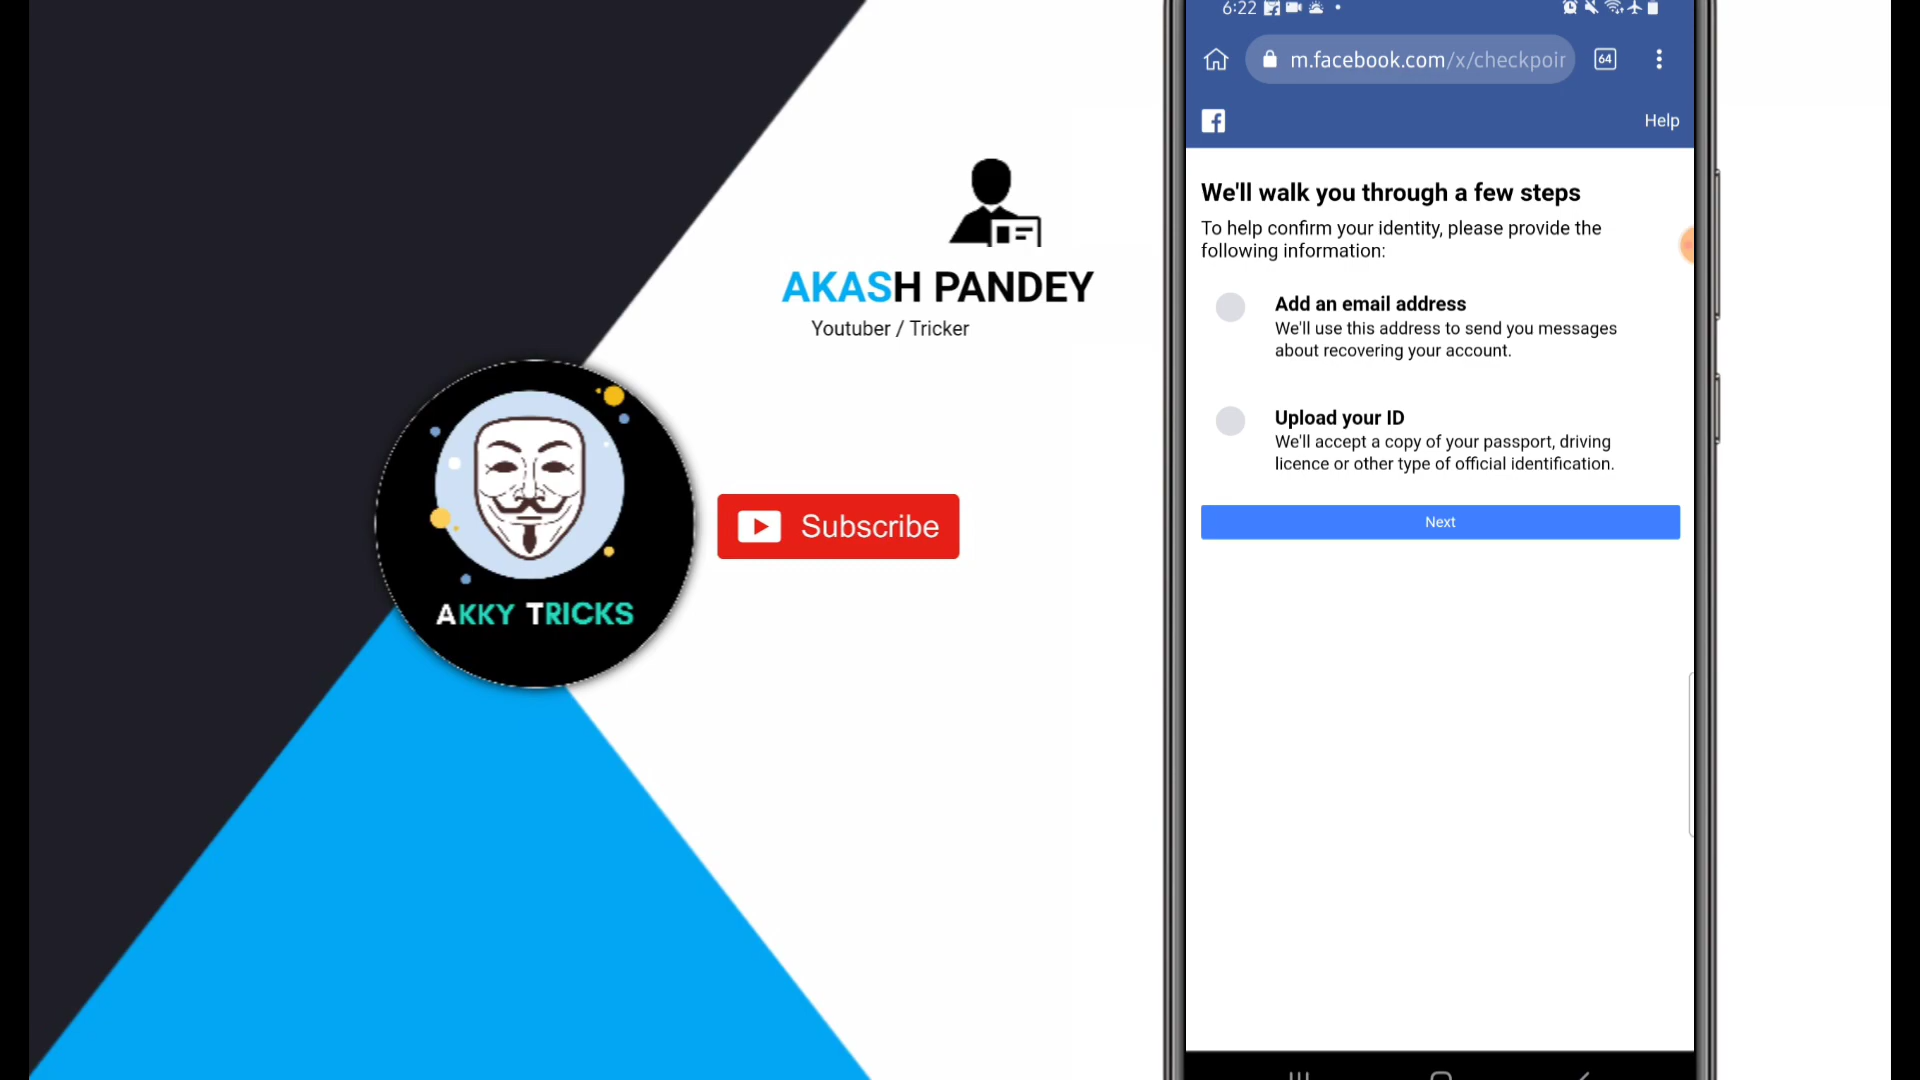 AKASH PANDEY
Youtuber / Tricker
AKKY TRICKS
Subscribe
6:22
m.facebook.com/x/checkpoir
64
Help
We'll walk you through a few steps
To help confirm your identity, please provide the
following information:
Add an email address
We'll use this address to send you messages
about recovering your account.
Upload your ID
We'll accept a copy of your passport, driving
licence or other type of official identification.
Next